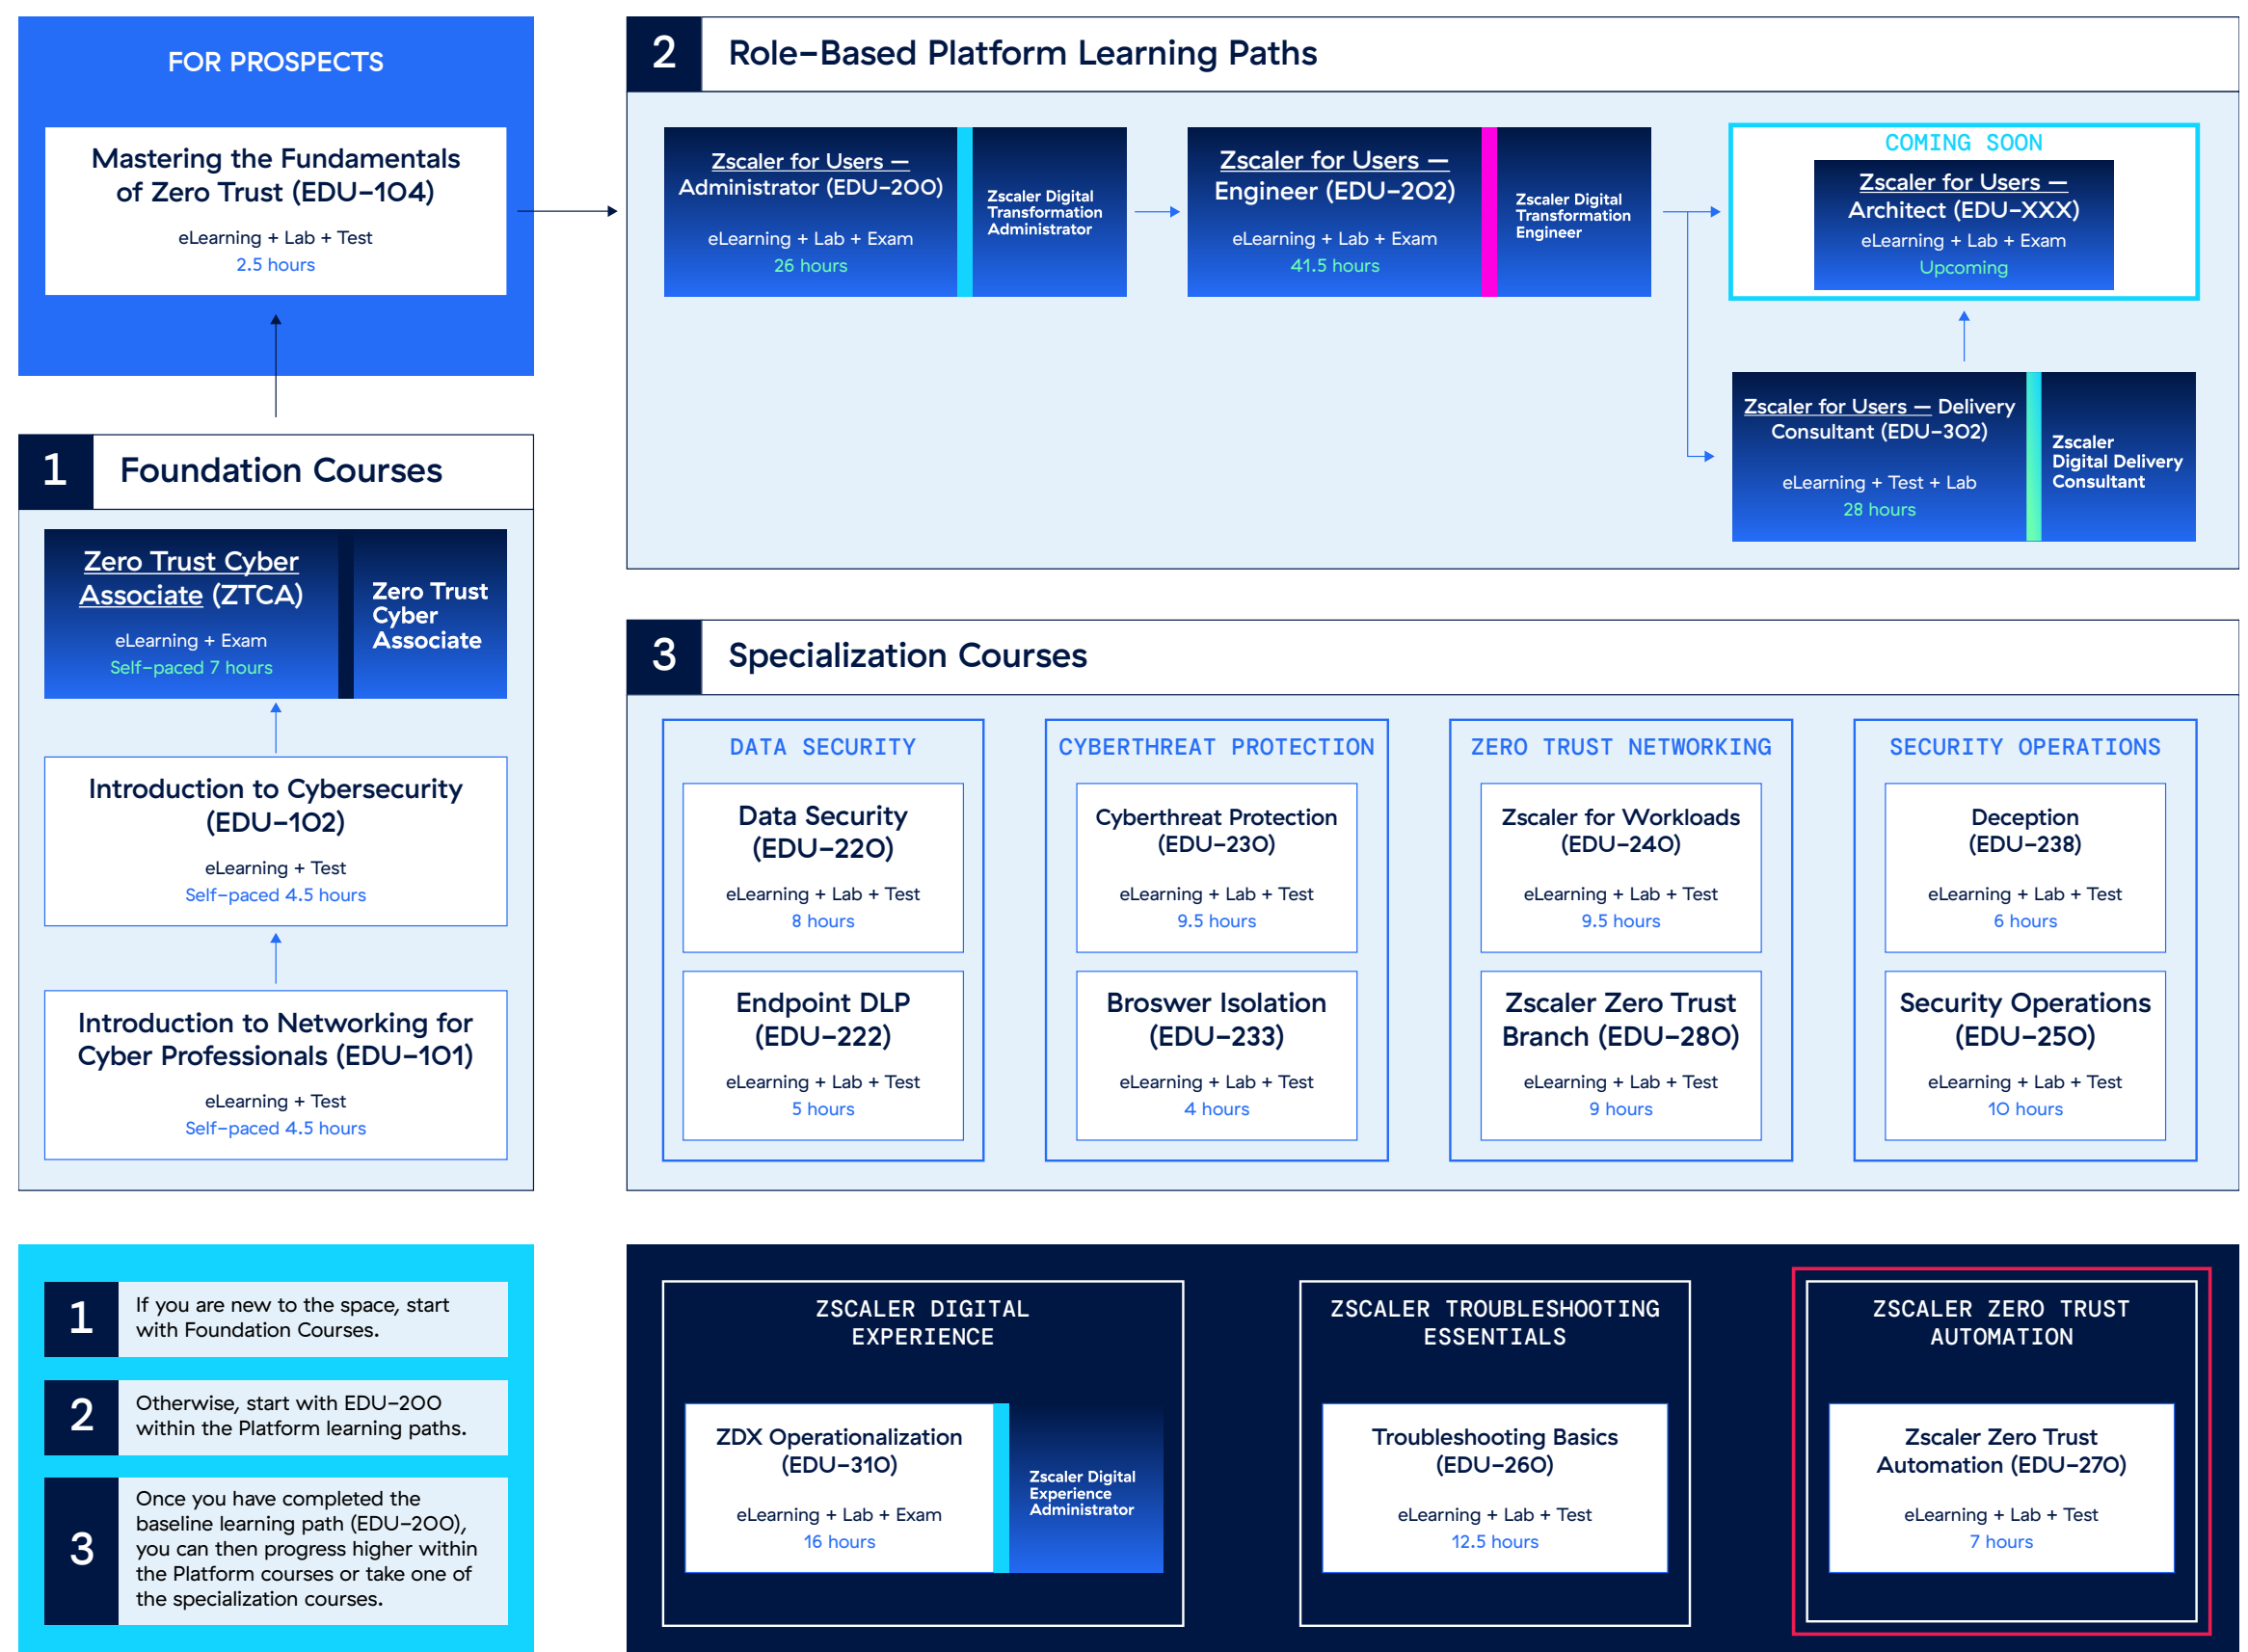 FOR PROSPECTS
Mastering the Fundamentals
of Zero Trust (EDU-104)
eLearning + Lab + Test
2.5 hours
1
Foundation Courses
Zero Trust Cyber
Associate (ZTCA)
eLearning + Exam
Self-paced 7 hours
Zero Trust
Cyber
Associate
Introduction to Cybersecurity
(EDU-102)
eLearning + Test
Self-paced 4.5 hours
Introduction to Networking for
Cyber Professionals (EDU-101)
eLearning + Test
Self-paced 4.5 hours
1
If you are new to the space, start
with Foundation Courses.
2
Otherwise, start with EDU-200
within the Platform learning paths.
3
Once you have completed the
baseline learning path (EDU-200),
you can then progress higher within
the Platform courses or take one of
the specialization courses.
2
Role-Based Platform Learning Paths
Zscaler for Users —
Administrator (EDU-200)
eLearning + Lab + Exam
26 hours
Zscaler Digital
Transformation
Administrator
Zscaler for Users —
Engineer (EDU-202)
eLearning + Lab + Exam
41.5 hours
Zscaler Digital
Transformation
Engineer
COMING SOON
Zscaler for Users —
Architect (EDU-XXX)
eLearning + Lab + Exam
Upcoming
Zscaler for Users — Delivery
Consultant (EDU-302)
eLearning + Test + Lab
28 hours
Zscaler
Digital Delivery
Consultant
3
Specialization Courses
DATA SECURITY
Data Security
(EDU-220)
eLearning + Lab + Test
8 hours
Endpoint DLP
(EDU-222)
eLearning + Lab + Test
5 hours
CYBERTHREAT PROTECTION
Cyberthreat Protection
(EDU-230)
eLearning + Lab + Test
9.5 hours
Broswer Isolation
(EDU-233)
eLearning + Lab + Test
4 hours
ZERO TRUST NETWORKING
Zscaler for Workloads
(EDU-240)
eLearning + Lab + Test
9.5 hours
Zscaler Zero Trust
Branch (EDU-280)
eLearning + Lab + Test
9 hours
SECURITY OPERATIONS
Deception
(EDU-238)
eLearning + Lab + Test
6 hours
Security Operations
(EDU-250)
eLearning + Lab + Test
10 hours
ZSCALER DIGITAL
EXPERIENCE
ZDX Operationalization
(EDU-310)
eLearning + Lab + Exam
16 hours
Zscaler Digital
Experience
Administrator
ZSCALER TROUBLESHOOTING
ESSENTIALS
Troubleshooting Basics
(EDU-260)
eLearning + Lab + Test
12.5 hours
ZSCALER ZERO TRUST
AUTOMATION
Zscaler Zero Trust
Automation (EDU-270)
eLearning + Lab + Test
7 hours